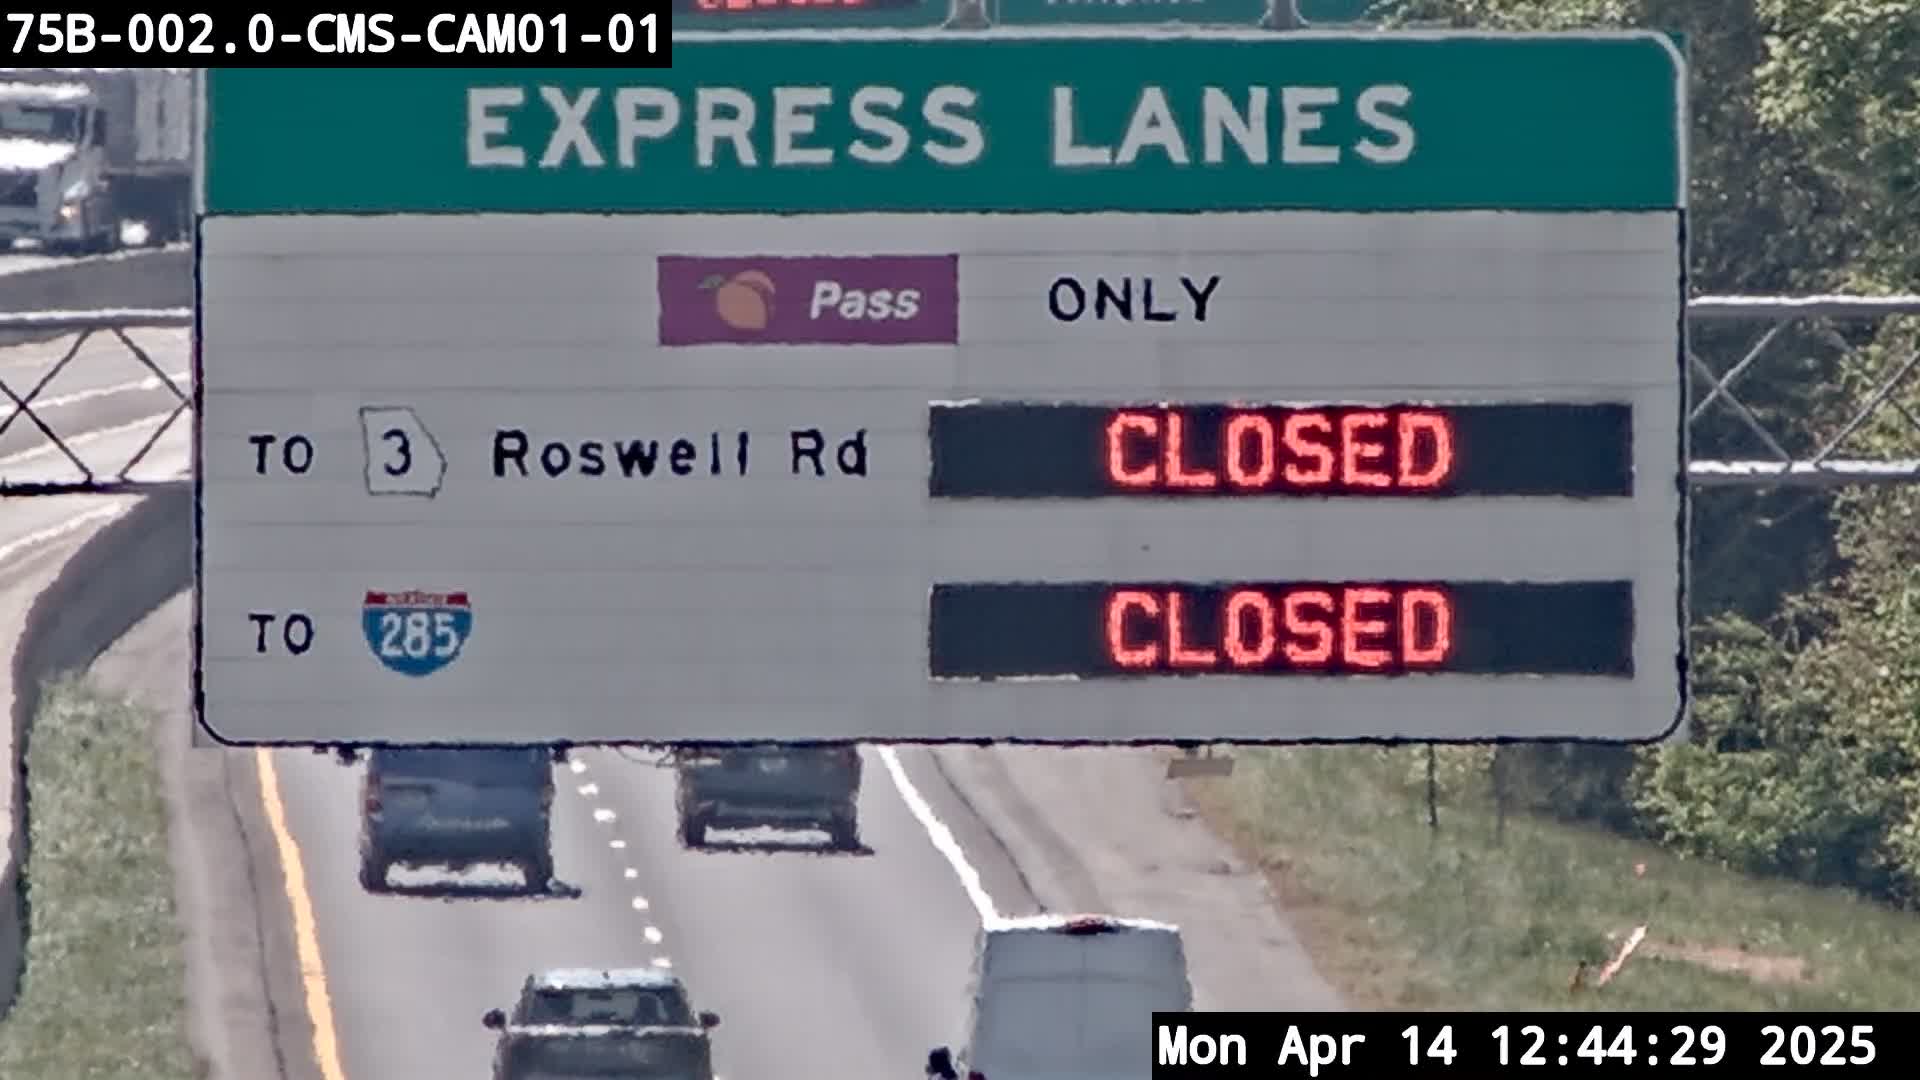 75B-002.0-CMS-CAM01-01
CLOSED
EXPRESS LANES
Pass ONLY
TO 3 Roswell Rd CLOSED
TO 285 CLOSED
Mon Apr 14 12:44:29 2025